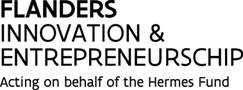 FLANDERS
INNOVATION &
ENTREPRENEURSCHIP
Acting on behalf of the Hermes Fund